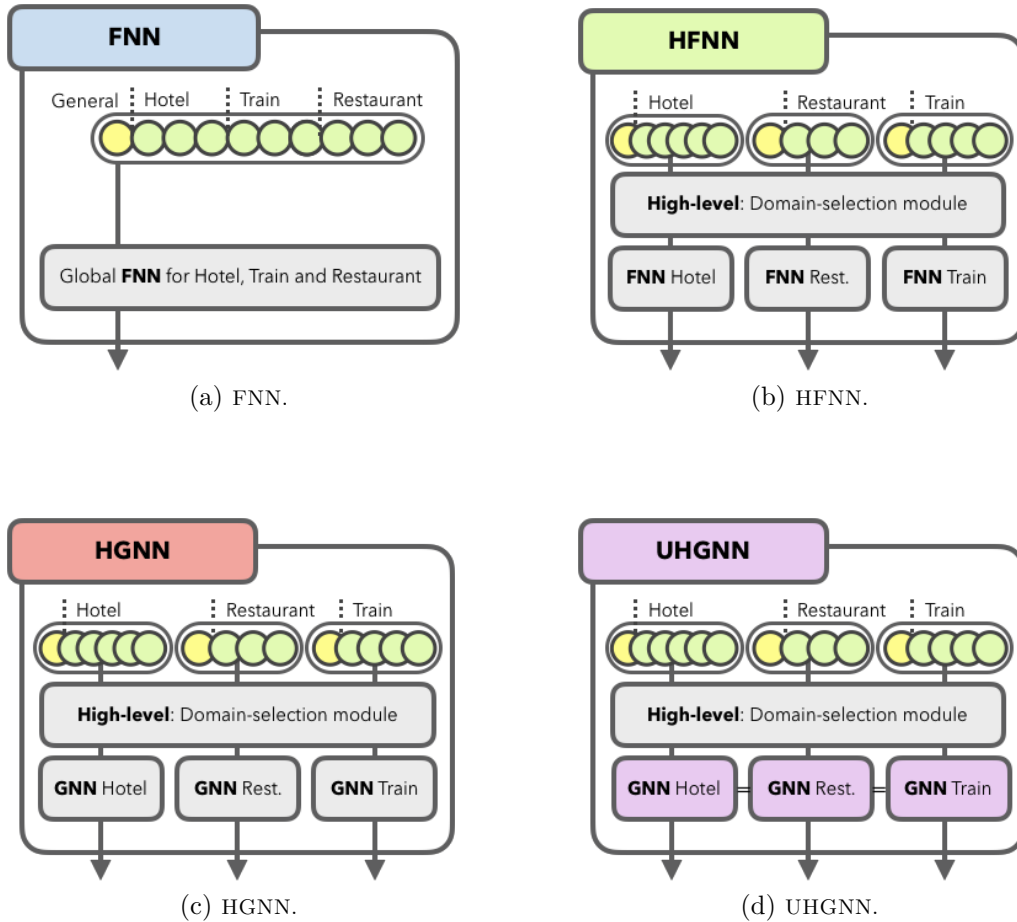 FNN
General Hotel Train Restaurant
Global FNN for Hotel, Train and Restaurant
(a) FNN.
HFNN
Hotel Restaurant Train
High-level: Domain-selection module
FNN Hotel FNN Rest. FNN Train
(b) HFNN.
HGNN
Hotel Restaurant Train
High-level: Domain-selection module
GNN Hotel GNN Rest. GNN Train
(c) HGNN.
UHGNN
Hotel Restaurant Train
High-level: Domain-selection module
GNN Hotel GNN Rest. GNN Train
(d) UHGNN.